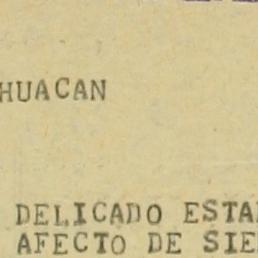 HUACAN
DELICADO ESTA
AFECTO DE SIE